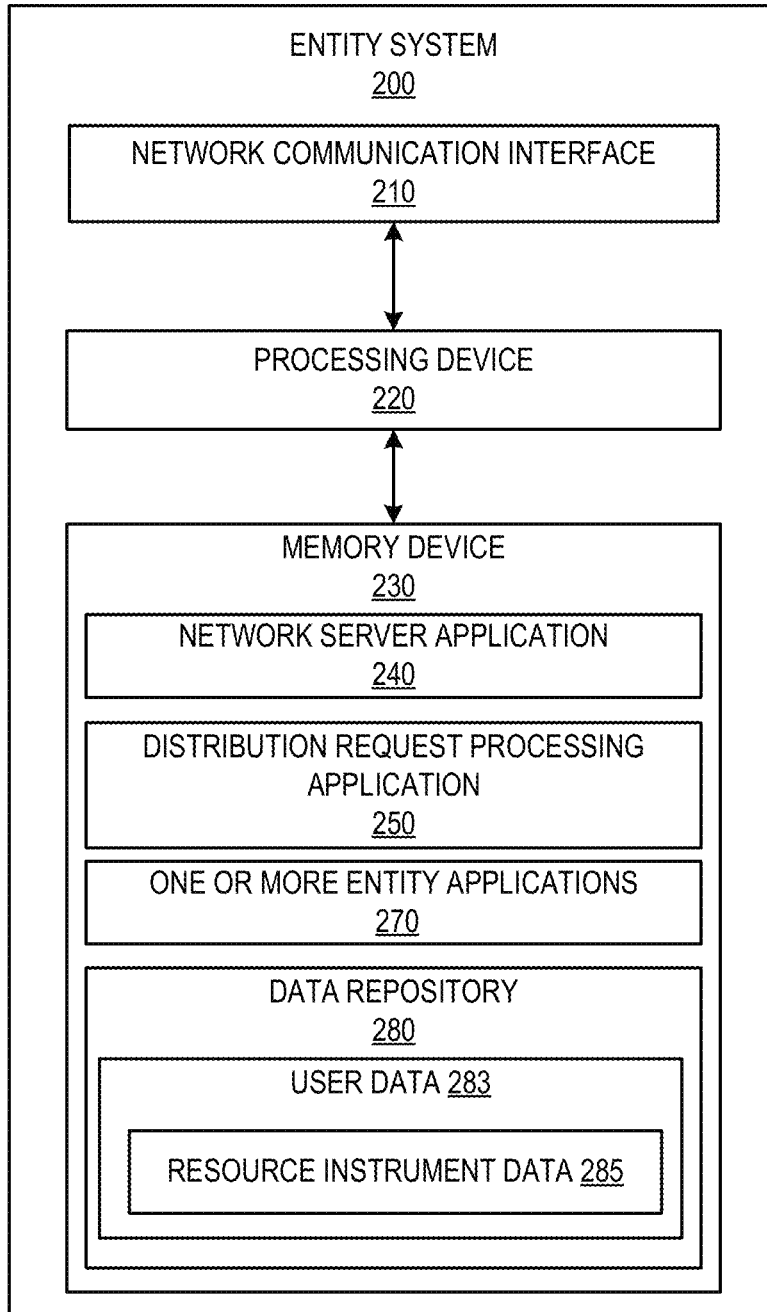 ENTITY SYSTEM
200
NETWORK COMMUNICATION INTERFACE
210
PROCESSING DEVICE
220
MEMORY DEVICE
230
NETWORK SERVER APPLICATION
240
DISTRIBUTION REQUEST PROCESSING
APPLICATION
250
ONE OR MORE ENTITY APPLICATIONS
270
DATA REPOSITORY
280
USER DATA 283
RESOURCE INSTRUMENT DATA 285